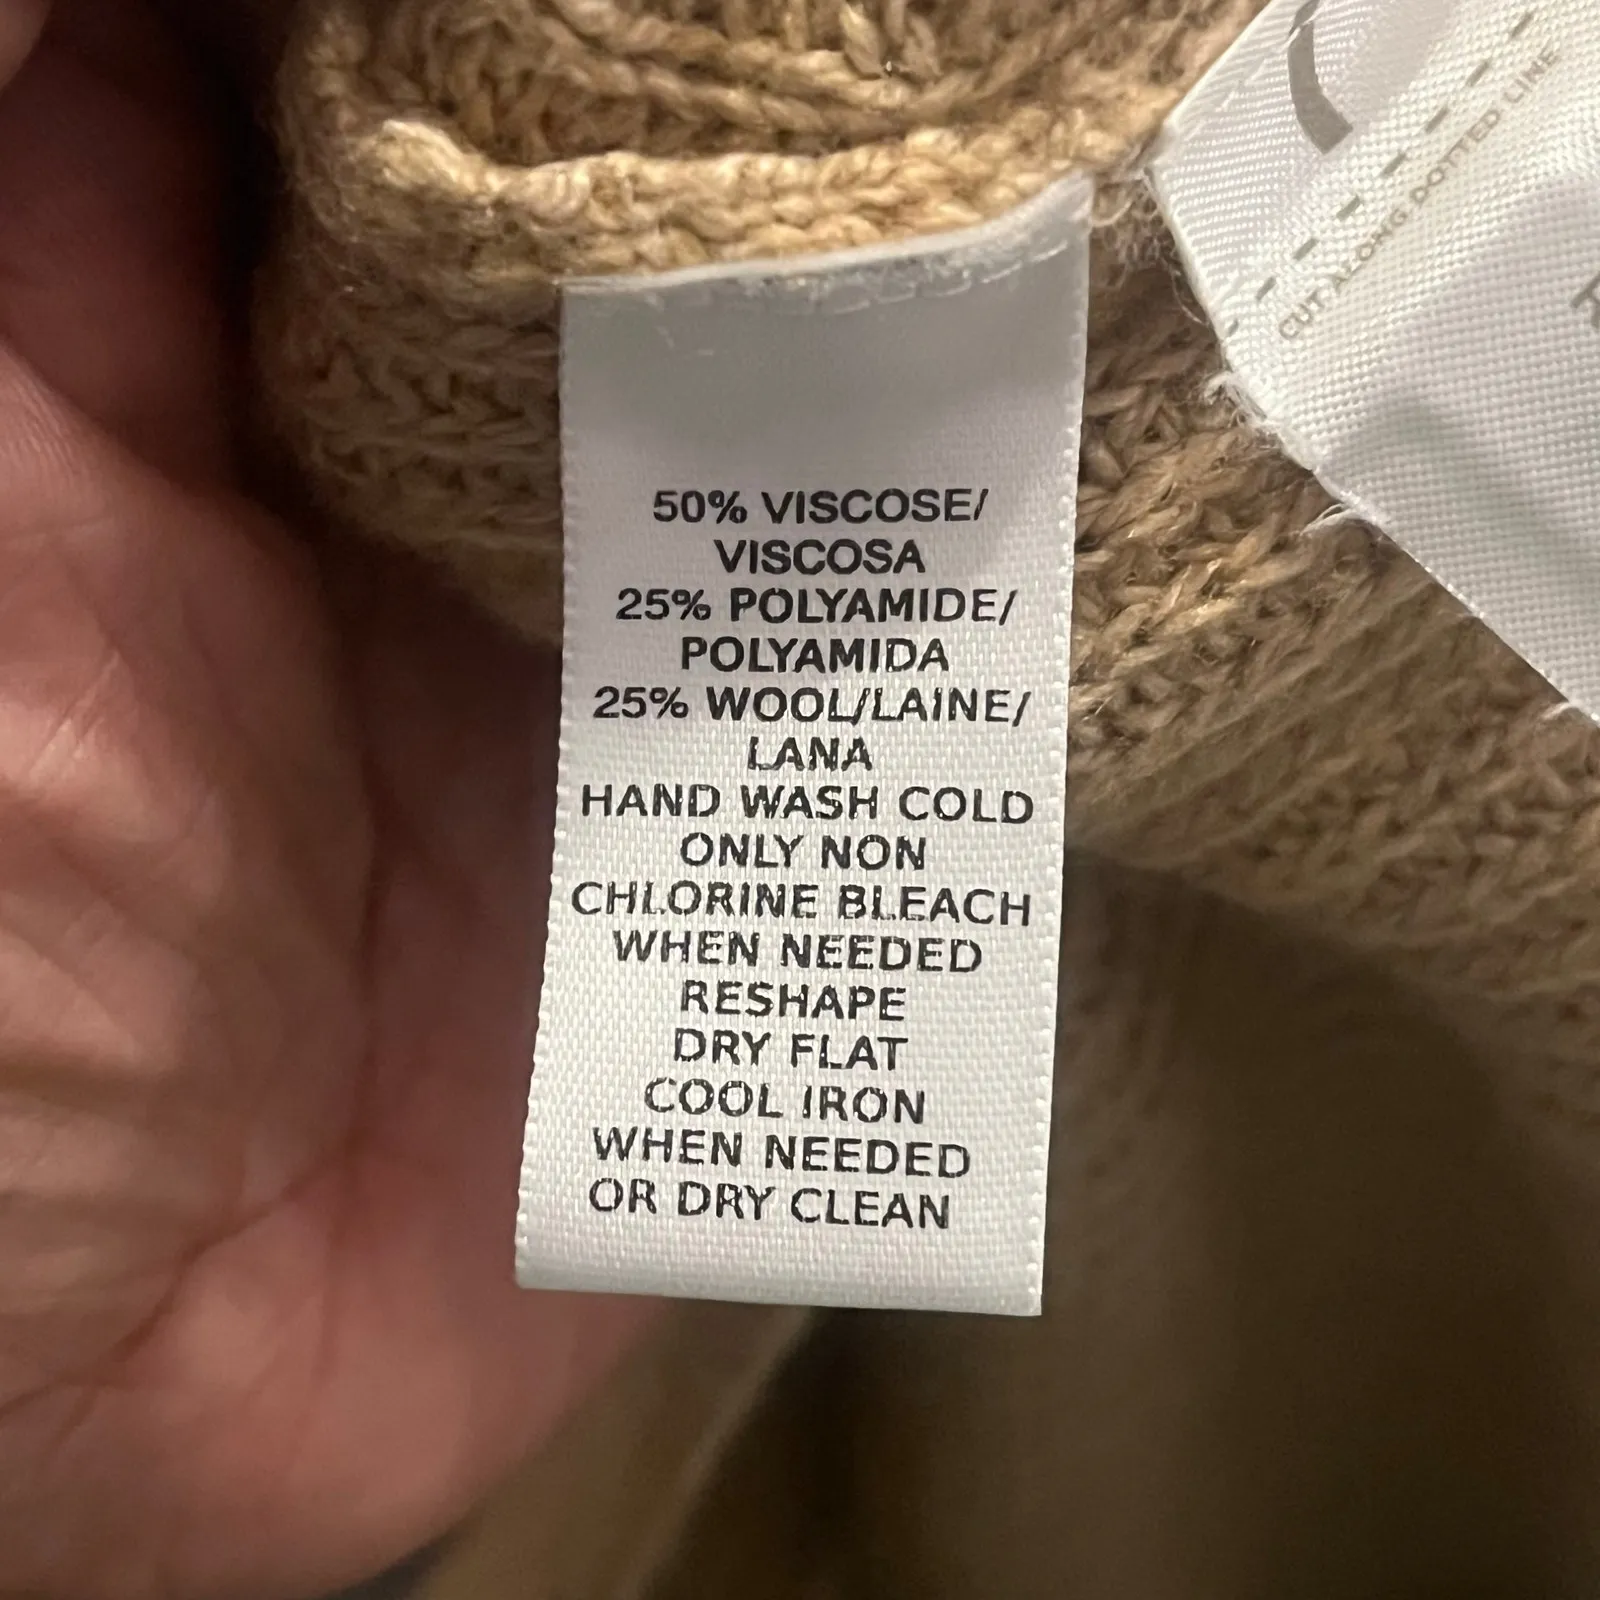 50% VISCOSE/
VISCOSA
25% POLYAMIDE/
POLYAMIDA
25% WOOL/LAINE/
LANA
HAND WASH COLD
ONLY NON
CHLORINE BLEACH
WHEN NEEDED
RESHAPE
DRY FLAT
COOL IRON
WHEN NEEDED
OR DRY CLEAN
CUT ALONG DOTTED LINE